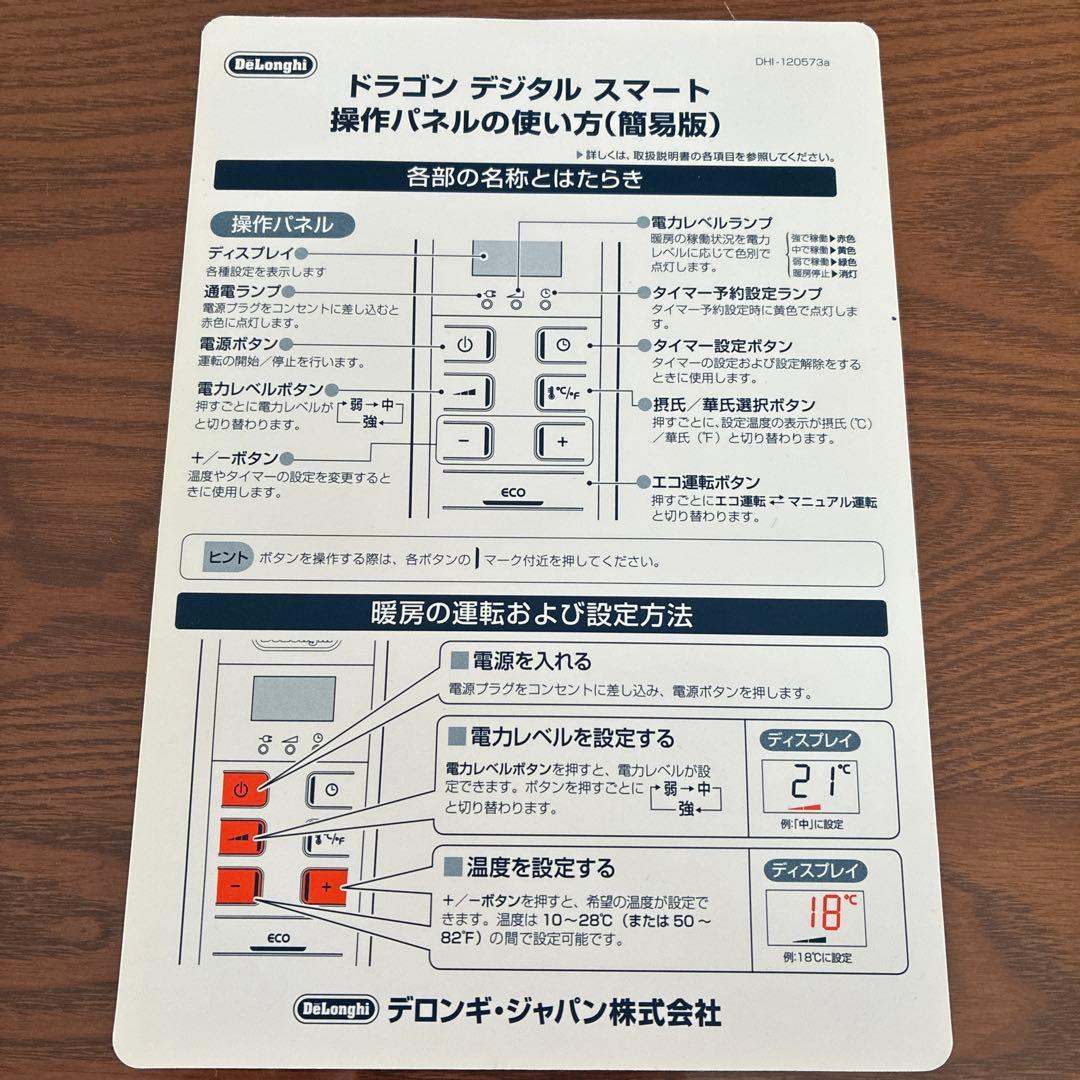 DeLonghi
DHI-120573a
ドラゴン デジタル スマート
操作パネルの使い方(簡易版)
▶詳しくは、取扱説明書の各項目を参照してください。
各部の名称とはたらき
操作パネル
ディスプレイ
各種設定を表示します
通電ランプ
電源プラグをコンセントに差し込むと
赤色に点灯します。
電源ボタン
運転の開始/停止を行います。
電力レベルボタン
押すごとに電力レベルが
弱→中
強
と切り替わります。
+/-ボタン
温度やタイマーの設定を変更すると
きに使用します。
℃/°F
-
+
ECO
電力レベルランプ
暖房の稼働状況を電力
レベルに応じて色別で
点灯します。
強で稼働▶赤色
中で稼働▶黄色
弱で稼働▶緑色
暖房停止▶消灯
タイマー予約設定ランプ
タイマー予約設定時に黄色で点灯しま
す。
タイマー設定ボタン
タイマーの設定および設定解除をする
ときに使用します。
摂氏/華氏選択ボタン
押すごとに、設定温度の表示が摂氏(℃)
/華氏(°F)と切り替わります。
エコ運転ボタン
押すごとにエコ運転⇄マニュアル運転
と切り替わります。
ヒント
ボタンを操作する際は、各ボタンの┃マーク付近を押してください。
暖房の運転および設定方法
DeLonghi
℃/°F
-
+
ECO
■電源を入れる
電源プラグをコンセントに差し込み、電源ボタンを押します。
■電力レベルを設定する
電力レベルボタンを押すと、電力レベルが設
定できます。ボタンを押すごとに
弱→中
強
と切り替わります。
ディスプレイ
21℃
例:「中」に設定
■温度を設定する
+/-ボタンを押すと、希望の温度が設定で
きます。温度は10~28℃(または50~
82°F)の間で設定可能です。
ディスプレイ
18℃
例:18℃に設定
DeLonghi デロンギ・ジャパン株式会社